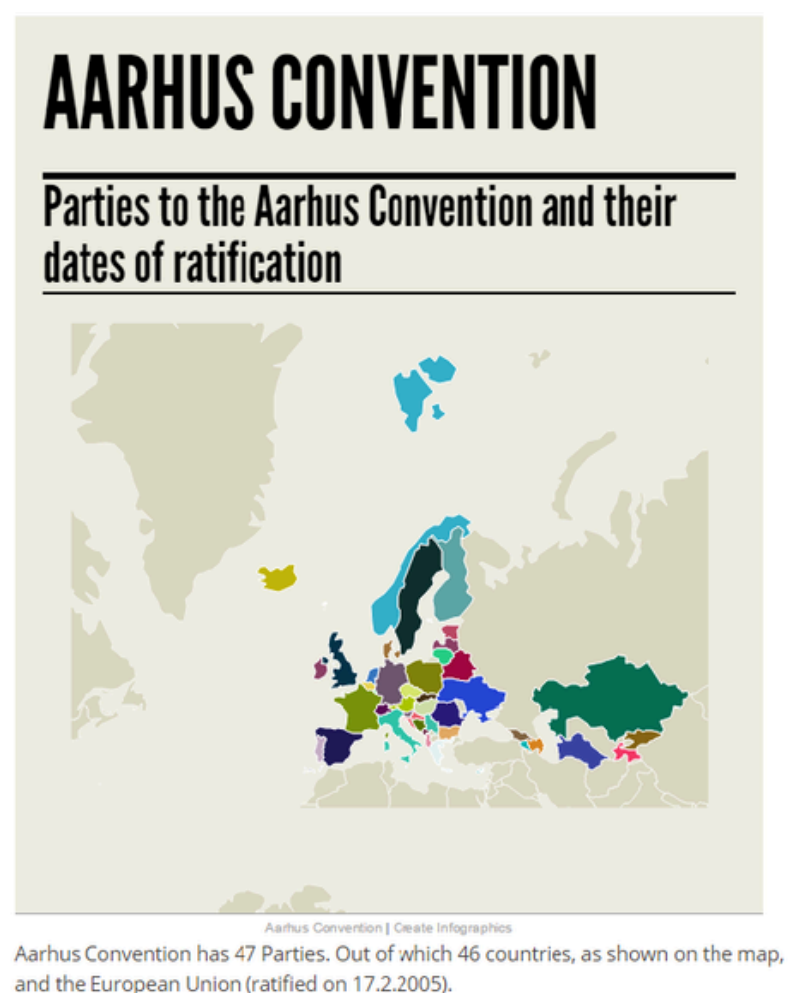 AARHUS CONVENTION
Parties to the Aarhus Convention and their
dates of ratification
Aarhus Convention | Create Infographics
Aarhus Convention has 47 Parties. Out of which 46 countries, as shown on the map,
and the European Union (ratified on 17.2.2005).